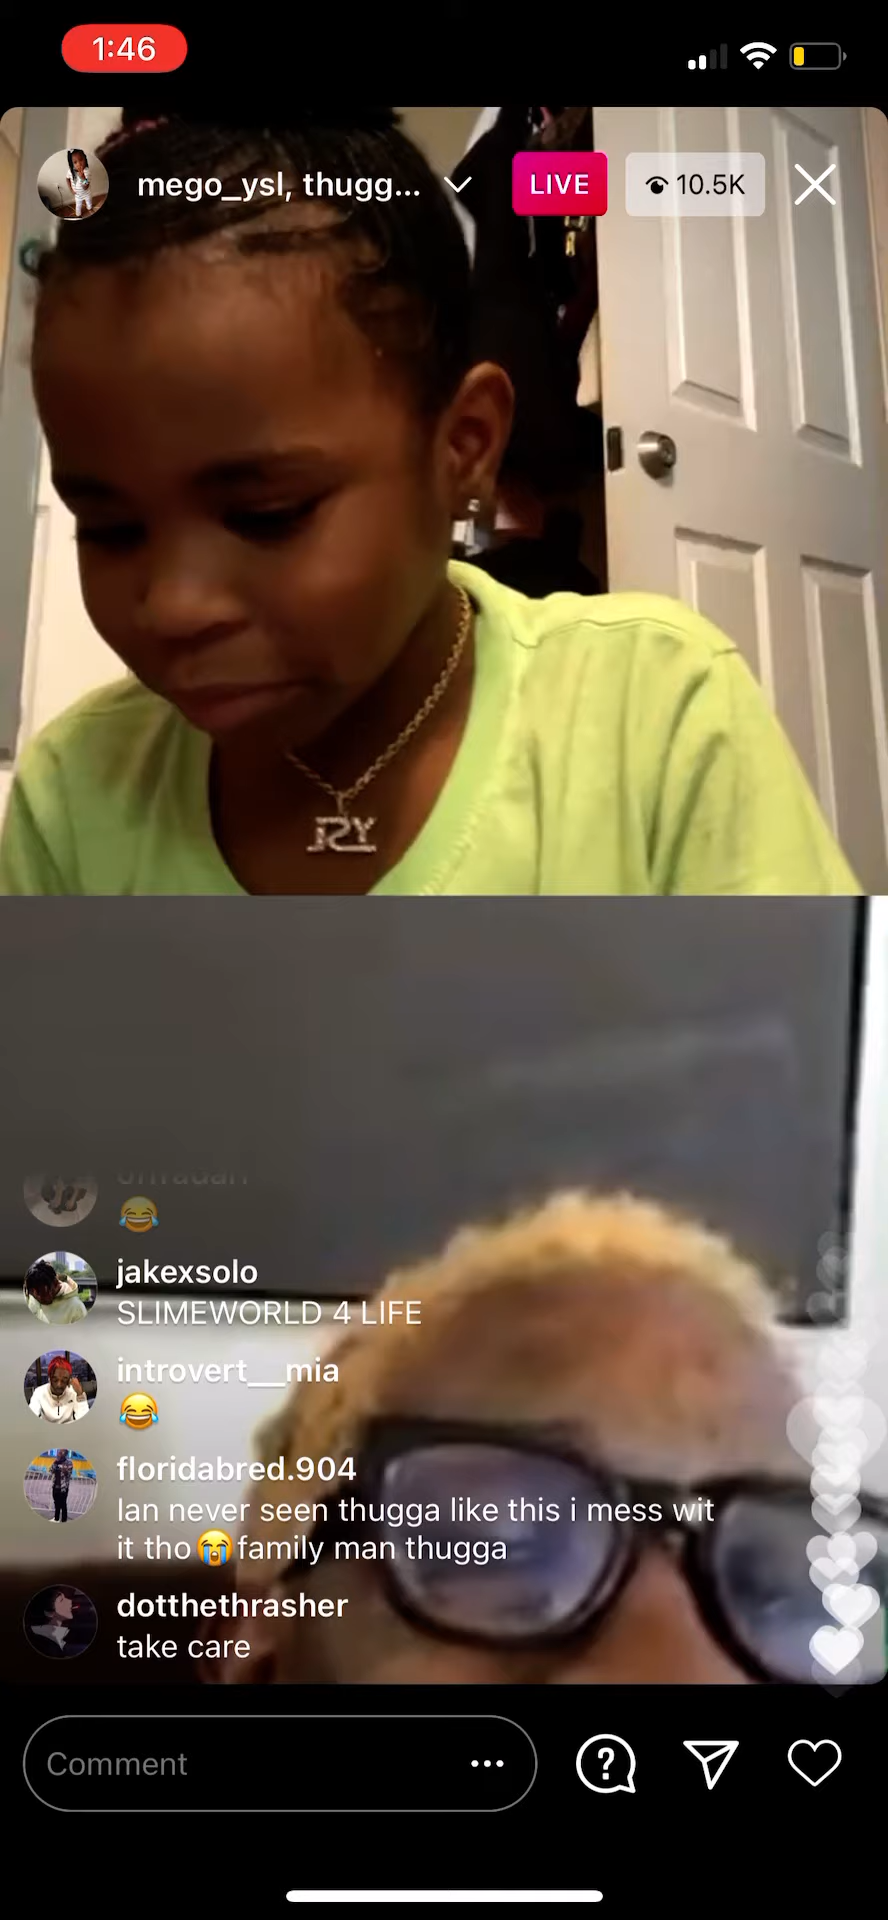 1:46
mego_ysl, thugg...
LIVE
10.5K
JRY
😂
jakexsolo
SLIMEWORLD 4 LIFE
introvert__mia
😂
floridabred.904
Ian never seen thugga like this i mess wit
it tho😭family man thugga
dotthethrasher
take care
Comment